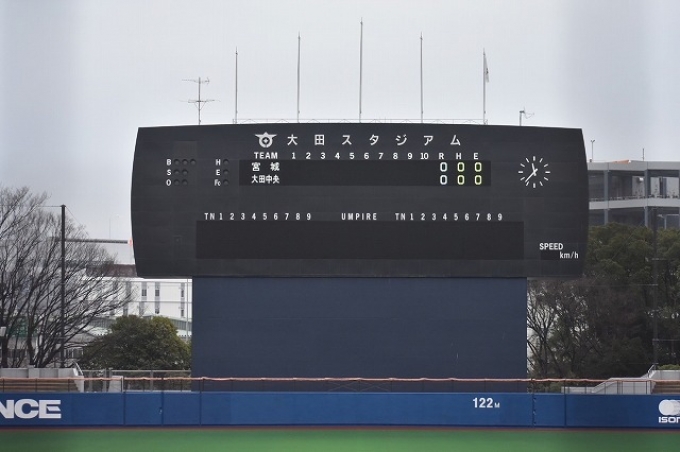 大田スタジアム
TEAM 1 2 3 4 5 6 7 8 9 10 R H E
宮城 0 0 0
大田中央 0 0 0
B H
S E
O Fc
TN 1 2 3 4 5 6 7 8 9 UMPIRE TN 1 2 3 4 5 6 7 8 9
SPEED
km/h
NCE
122M
ISON